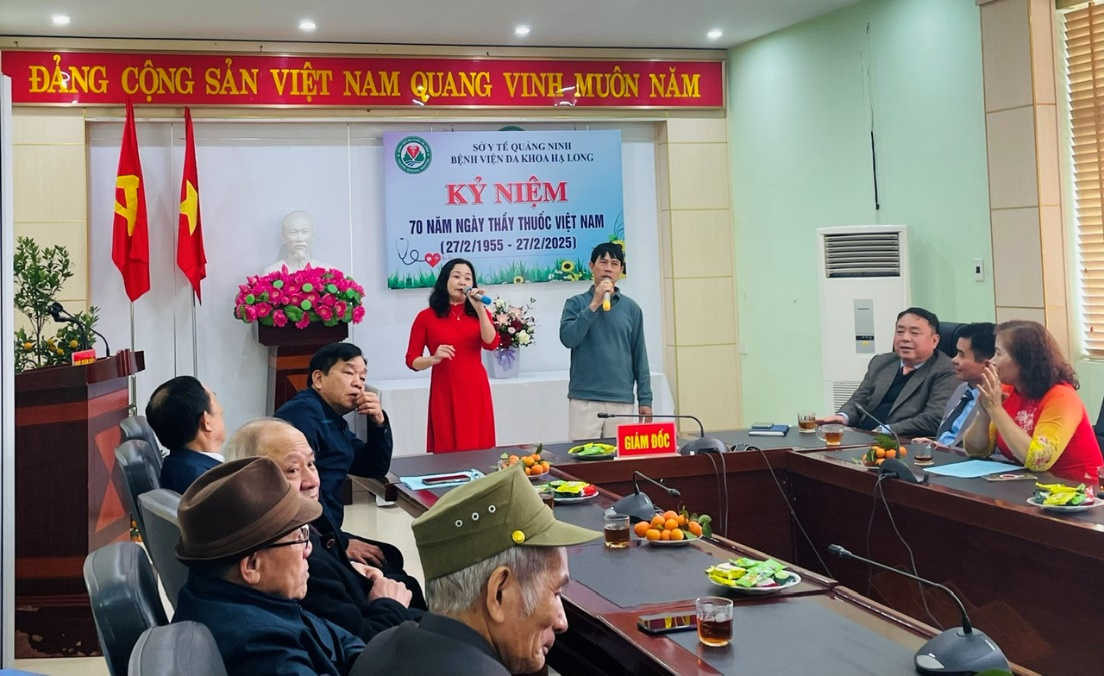 ĐẢNG CỘNG SẢN VIỆT NAM QUANG VINH MUÔN NĂM
SỞ Y TẾ QUẢNG NINH
BỆNH VIỆN ĐA KHOA HẠ LONG
KỶ NIỆM
70 NĂM NGÀY THẦY THUỐC VIỆT NAM
(27/2/1955 - 27/2/2025)
GIÁM ĐỐC